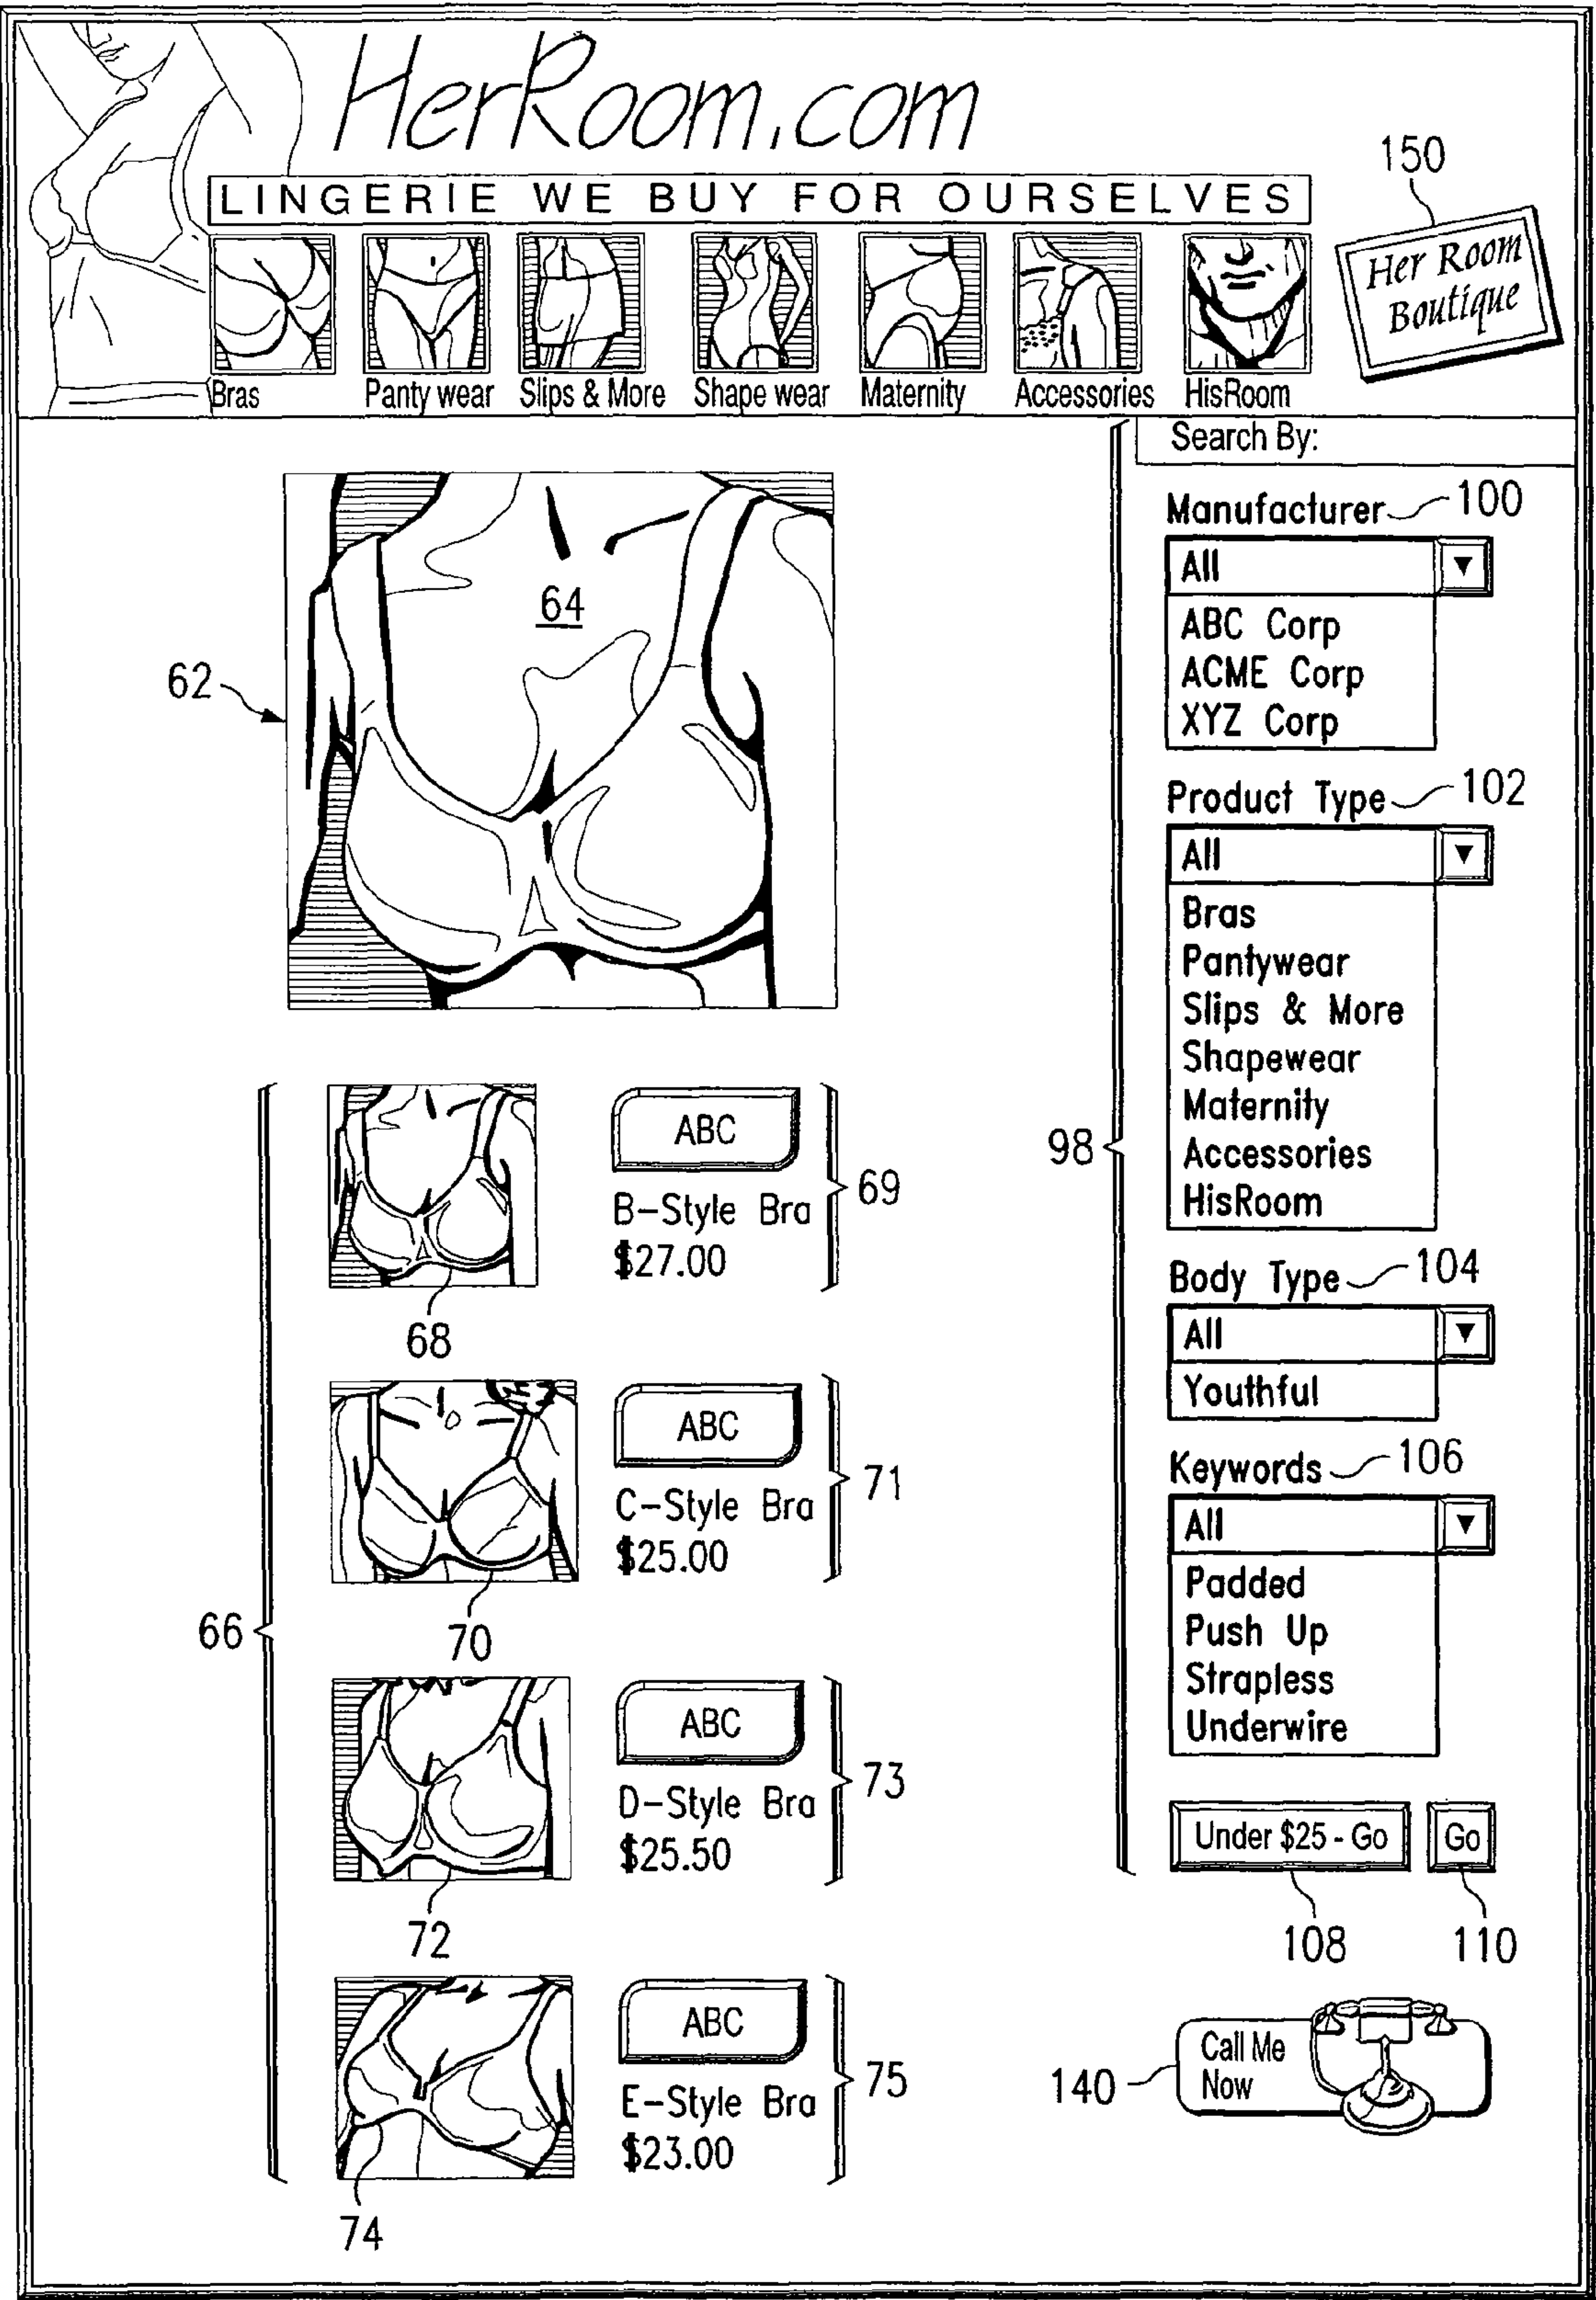 HerRoom.com
150
LINGERIE WE BUY FOR OURSELVES
Her Room
Boutique
Bras
Panty wear
Slips & More
Shape wear
Maternity
Accessories
HisRoom
62
64
66
ABC
B-Style Bra
$27.00
69
68
ABC
C-Style Bra
$25.00
71
70
ABC
D-Style Bra
$25.50
73
72
ABC
E-Style Bra
$23.00
75
74
98
Search By:
Manufacturer 100
All
ABC Corp
ACME Corp
XYZ Corp
Product Type 102
All
Bras
Pantywear
Slips & More
Shapewear
Maternity
Accessories
HisRoom
Body Type 104
All
Youthful
Keywords 106
All
Padded
Push Up
Strapless
Underwire
Under $25 - Go
Go
108
110
140
Call Me
Now